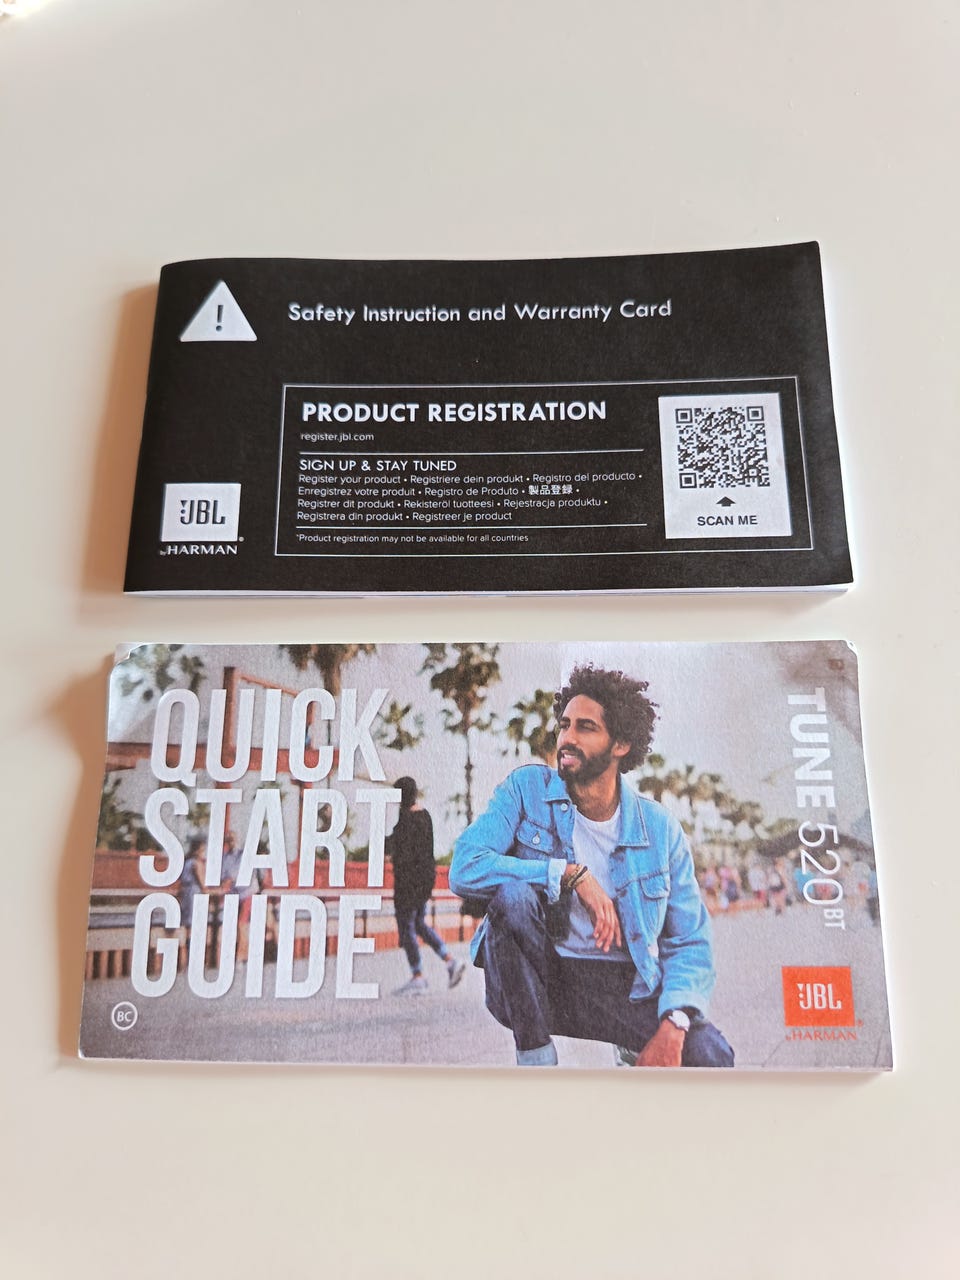 !
Safety Instruction and Warranty Card
PRODUCT REGISTRATION
register.jbl.com
SIGN UP & STAY TUNED
Register your product • Registriere dein produkt • Registro del producto •
Enregistrez votre produit • Registro de Produto • 製品登録 •
Registrer dit produkt • Rekisteröl tuotteesi • Rejestracja produktu •
Registrera din produkt • Registreer je product
*Product registration may not be available for all countries
SCAN ME
JBL
by HARMAN
QUICK
START
GUIDE
BC
TUNE 520BT
JBL
by HARMAN